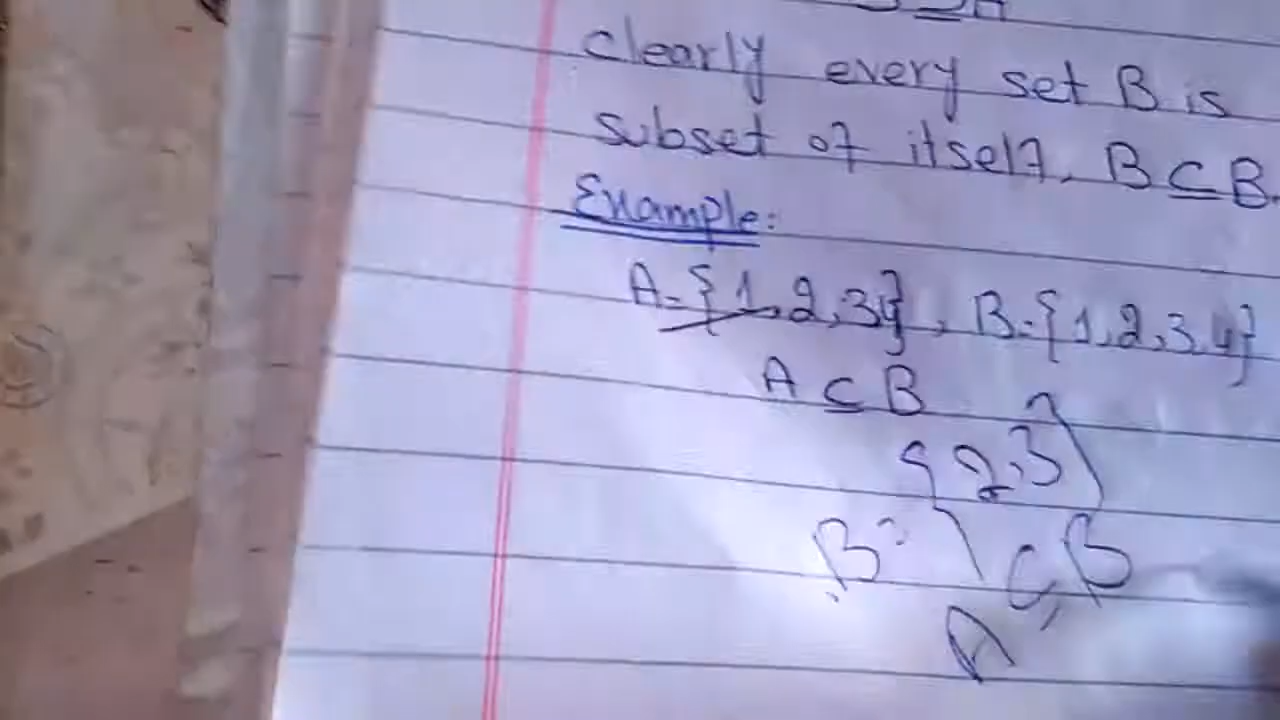 clearly every set B is
subset of itself, B ⊆ B.
Example:
A = {1,2,3}, B = {1,2,3,4}
A ⊆ B
{2,3
B
⊂ B
A